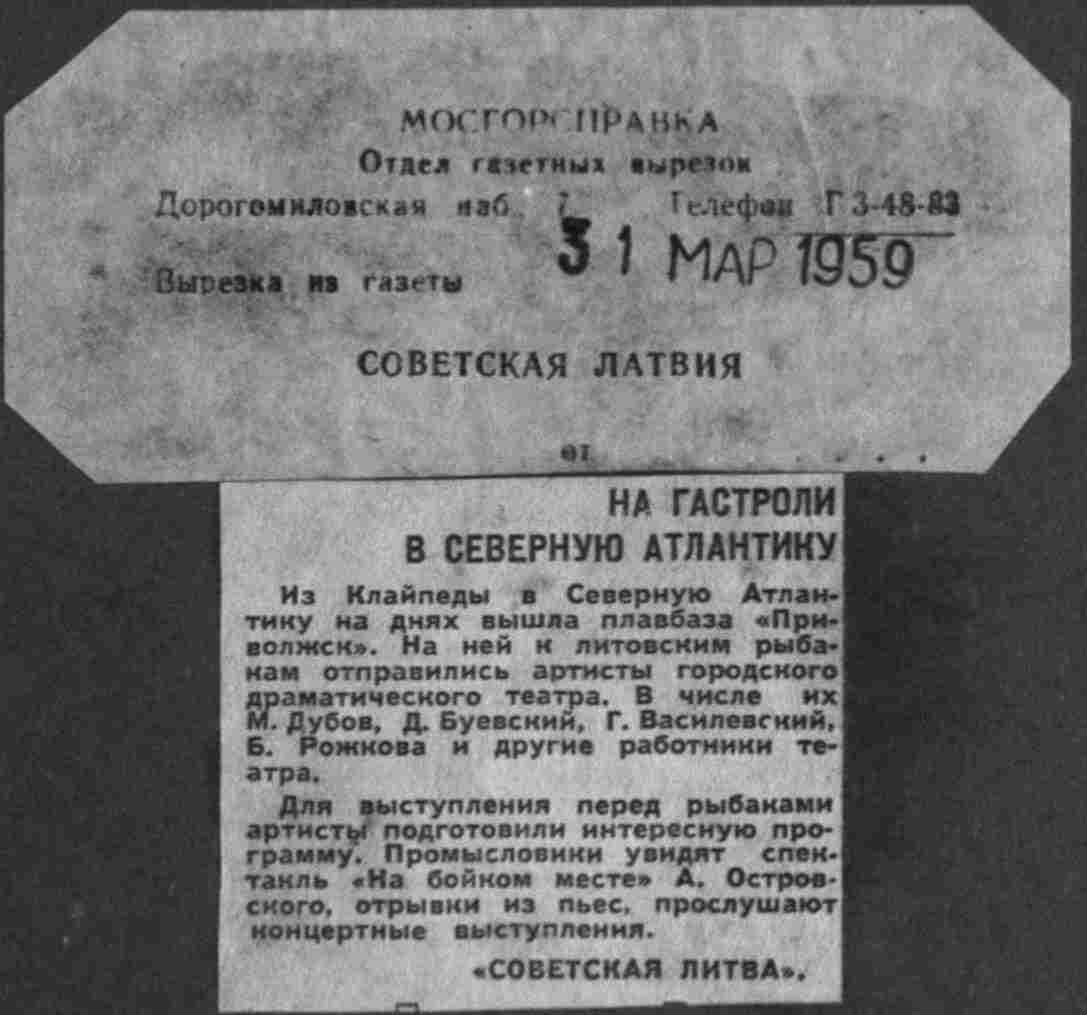 МОСГОРСПРАВКА
Отдел газетных вырезок
Дорогомиловская наб. 7 Телефон Г 3-48-83
31 МАР 1959
Вырезка из газеты
СОВЕТСКАЯ ЛАТВИЯ
от
НА ГАСТРОЛИ
В СЕВЕРНУЮ АТЛАНТИКУ
Из Клайпеды в Северную Атлан-
тику на днях вышла плавбаза «При-
волжск». На ней к литовским рыба-
кам отправились артисты городского
драматического театра. В числе их
М. Дубов, Д. Буевский, Г. Василевский,
Б. Рожкова и другие работники те-
атра.
Для выступления перед рыбаками
артисты подготовили интересную про-
грамму. Промысловики увидят спек-
такль «На бойком месте» А. Остров-
ского, отрывки из пьес, прослушают
концертные выступления.
«СОВЕТСКАЯ ЛИТВА».